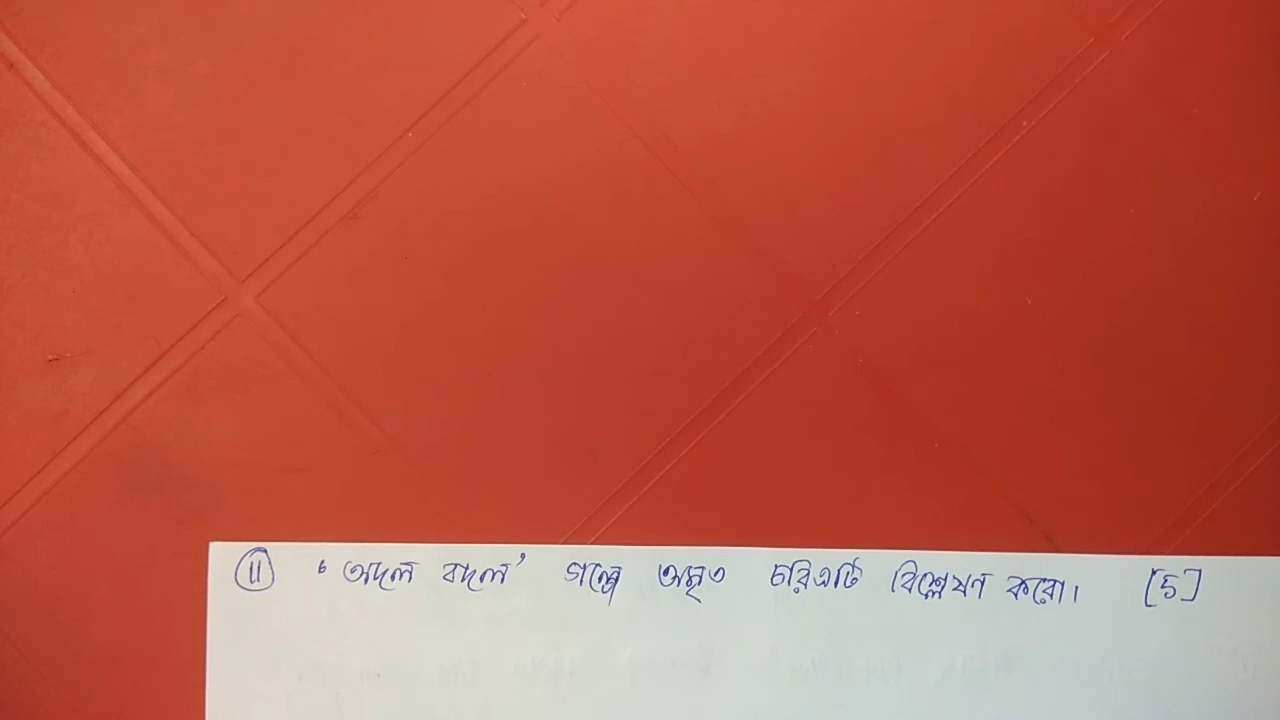 (11) 'অদল বদল' গল্পে অমৃত চরিত্রটি বিশ্লেষণ করো। [5]